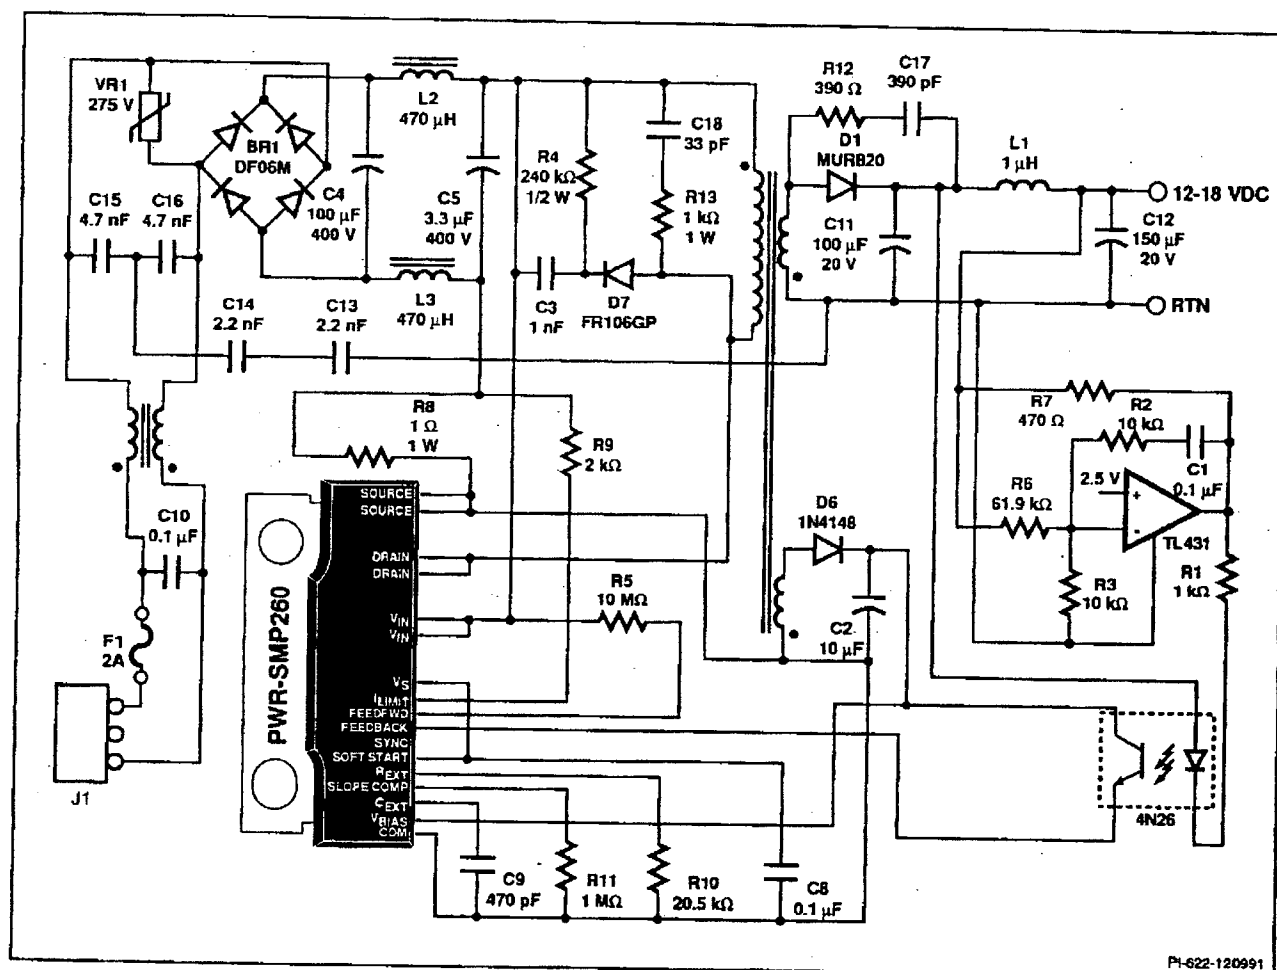 VR1
275 V
BR1
DF06M
L2
470 µH
C4
100 µF
400 V
C5
3.3 µF
400 V
L3
470 µH
C15
4.7 nF
C16
4.7 nF
C14
2.2 nF
C13
2.2 nF
R4
240 kΩ
1/2 W
C18
33 pF
R13
1 kΩ
1 W
C3
1 nF
D7
FR106GP
R12
390 Ω
C17
390 pF
D1
MUR820
C11
100 µF
20 V
L1
1 µH
12-18 VDC
C12
150 µF
20 V
RTN
R8
1 Ω
1 W
R9
2 kΩ
R7
470 Ω
R2
10 kΩ
C1
0.1 µF
2.5 V
+
-
TL431
R6
61.9 kΩ
R3
10 kΩ
R1
1 kΩ
D6
1N4148
C2
10 µF
R5
10 MΩ
C10
0.1 µF
F1
2A
J1
PWR-SMP260
SOURCE
SOURCE
DRAIN
DRAIN
VIN
VIN
VS
ILIMIT
FEEDFWD
FEEDBACK
SYNC
SOFT START
REXT
SLOPE COMP
CEXT
VBIAS
COM
4N26
C9
470 pF
R11
1 MΩ
R10
20.5 kΩ
C8
0.1 µF
PI-622-120991